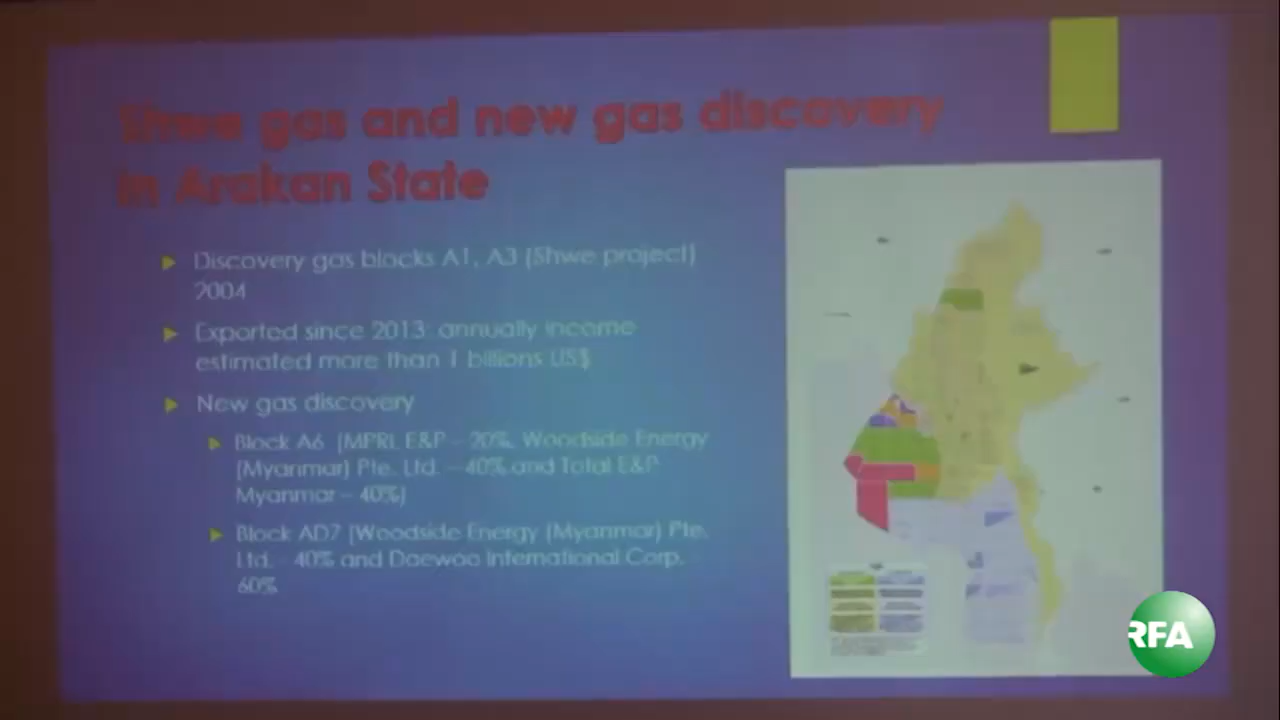 Shwe gas and new gas discovery
in Arakan State
Discovery gas blocks A1, A3 (Shwe project)
2004
Exported since 2013: annually income
estimated more than 1 billions US$
New gas discovery
Block A6 (MPRL E&P – 20%, Woodside Energy
(Myanmar) Pte. Ltd. – 40% and Total E&P
Myanmar – 40%)
Block AD7 (Woodside Energy (Myanmar) Pte.
Ltd. - 40% and Daewoo International Corp. -
60%
RFA